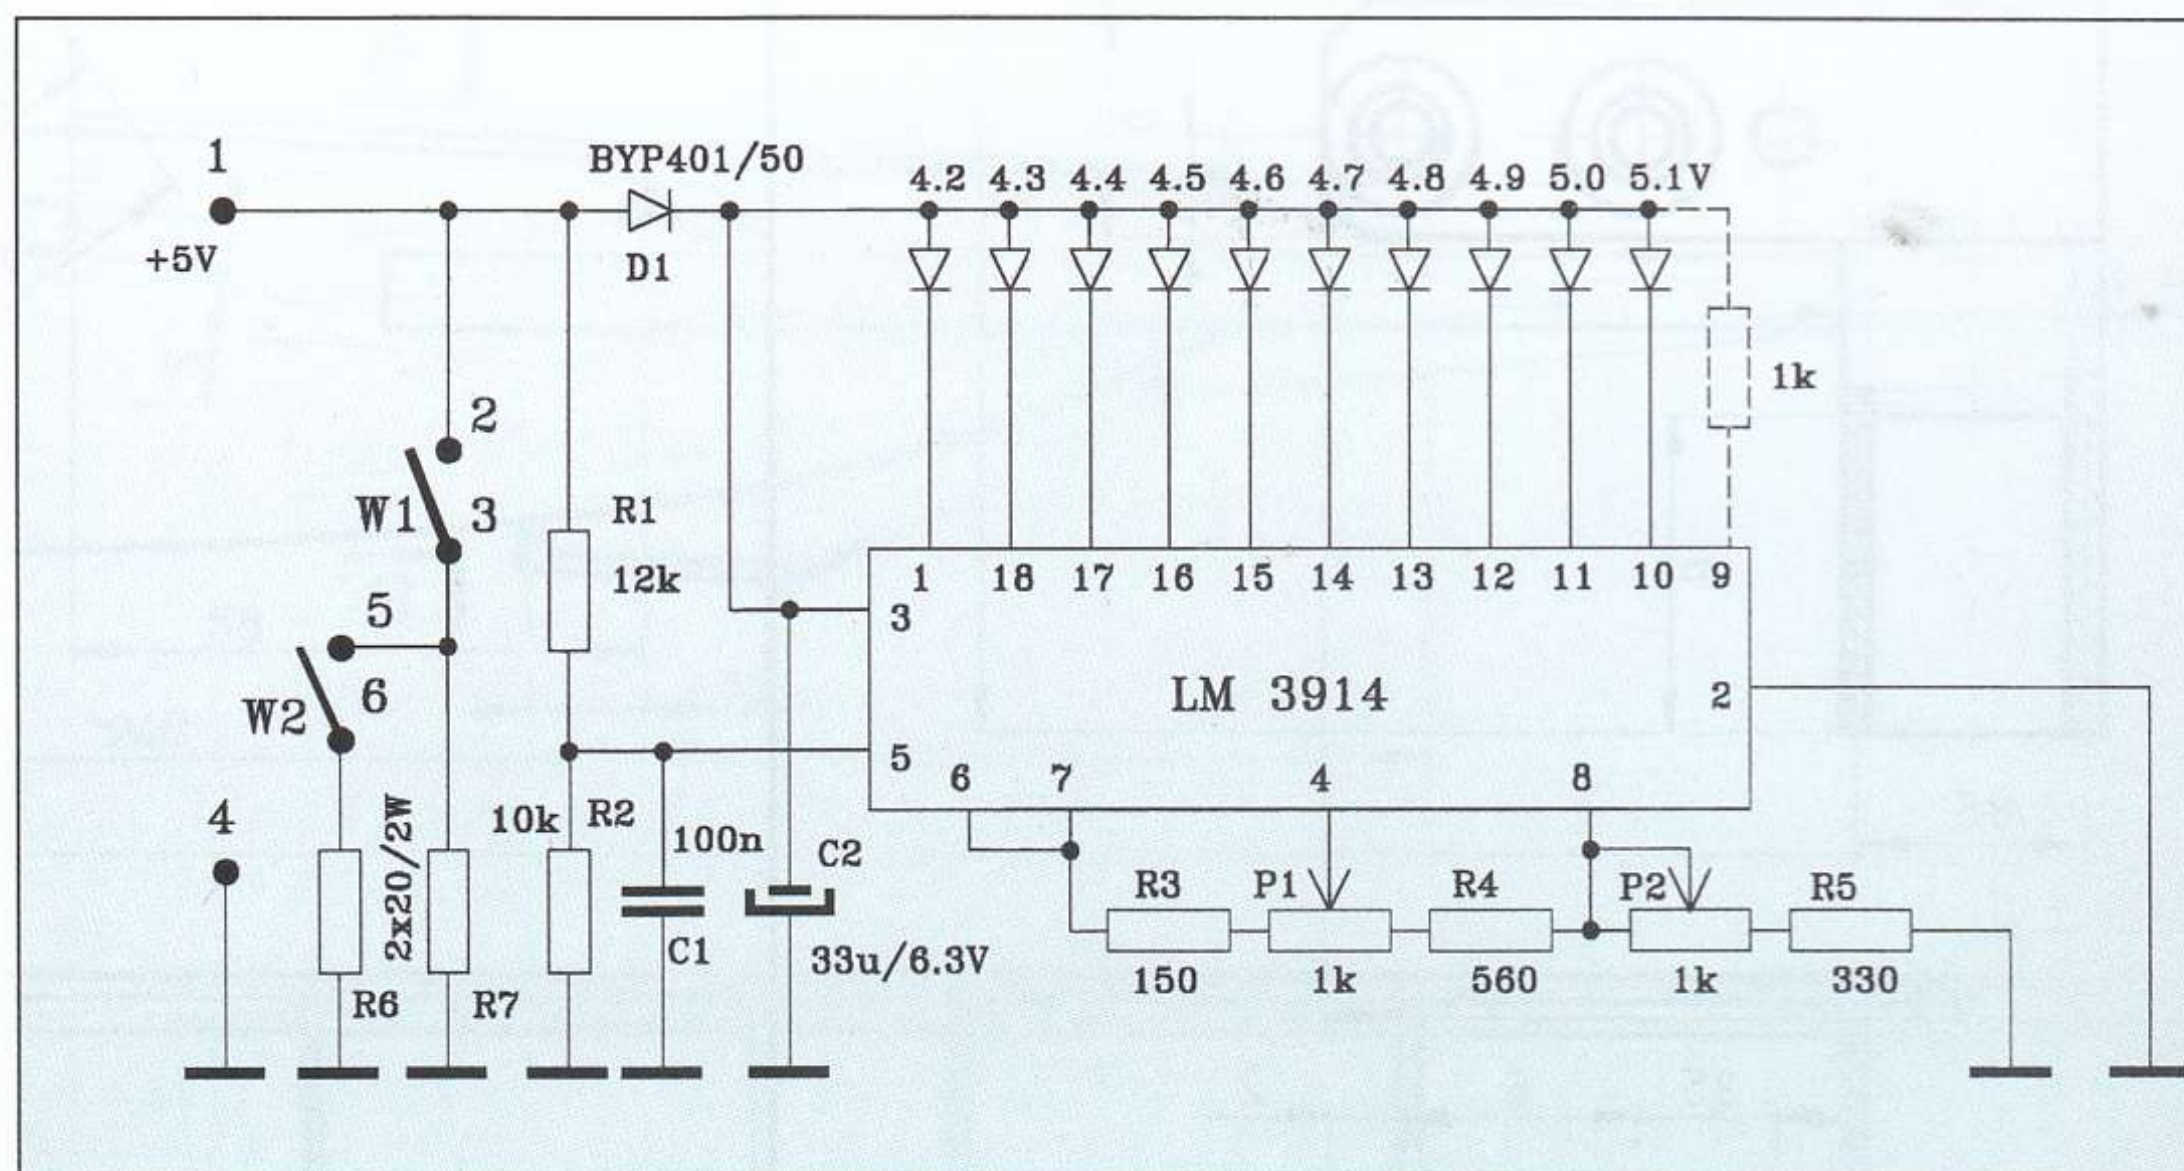 1
BYP401/50
4.2 4.3 4.4 4.5 4.6 4.7 4.8 4.9 5.0 5.1V
+5V
D1
1k
2
W1
3
R1
12k
1 18 17 16 15 14 13 12 11 10 9
5
3
LM 3914
W2
6
2
5
6 7 4 8
4
2x20/2W
10k
R2
100n
C2
R3 P1 R4 P2 R5
C1
33u/6.3V
150 1k 560 1k 330
R6
R7